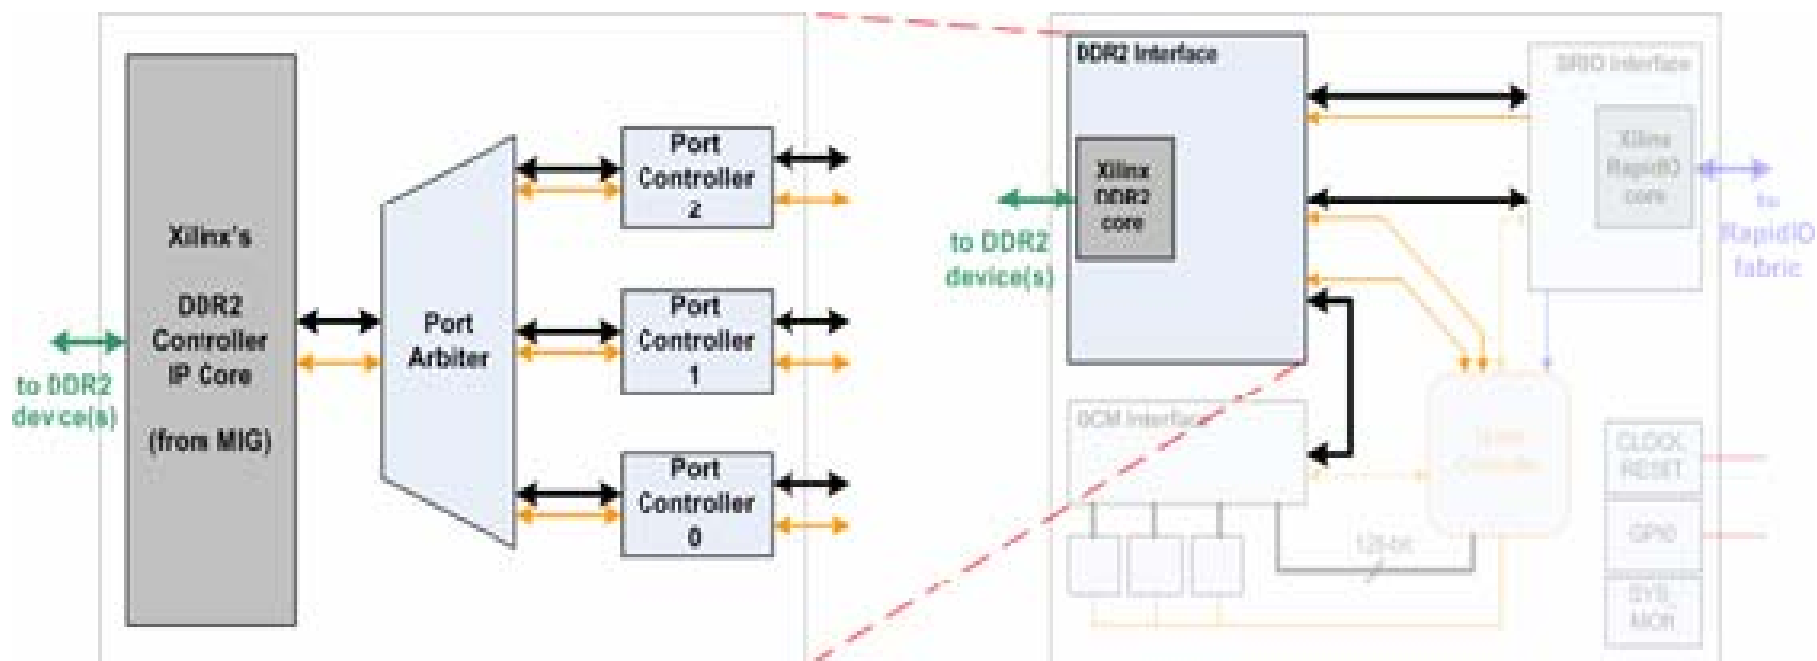 Xilinx's
DDR2
Controller
IP Core
(from MIG)
to DDR2
device(s)
Port
Arbiter
Port
Controller
2
Port
Controller
1
Port
Controller
0
DDR2 Interface
Xilinx
DDR2
core
to DDR2
device(s)
SRIO Interface
Xilinx
RapidIO
core
to
RapidIO
fabric
Interface
RESET
GPIO
SYS_
MON